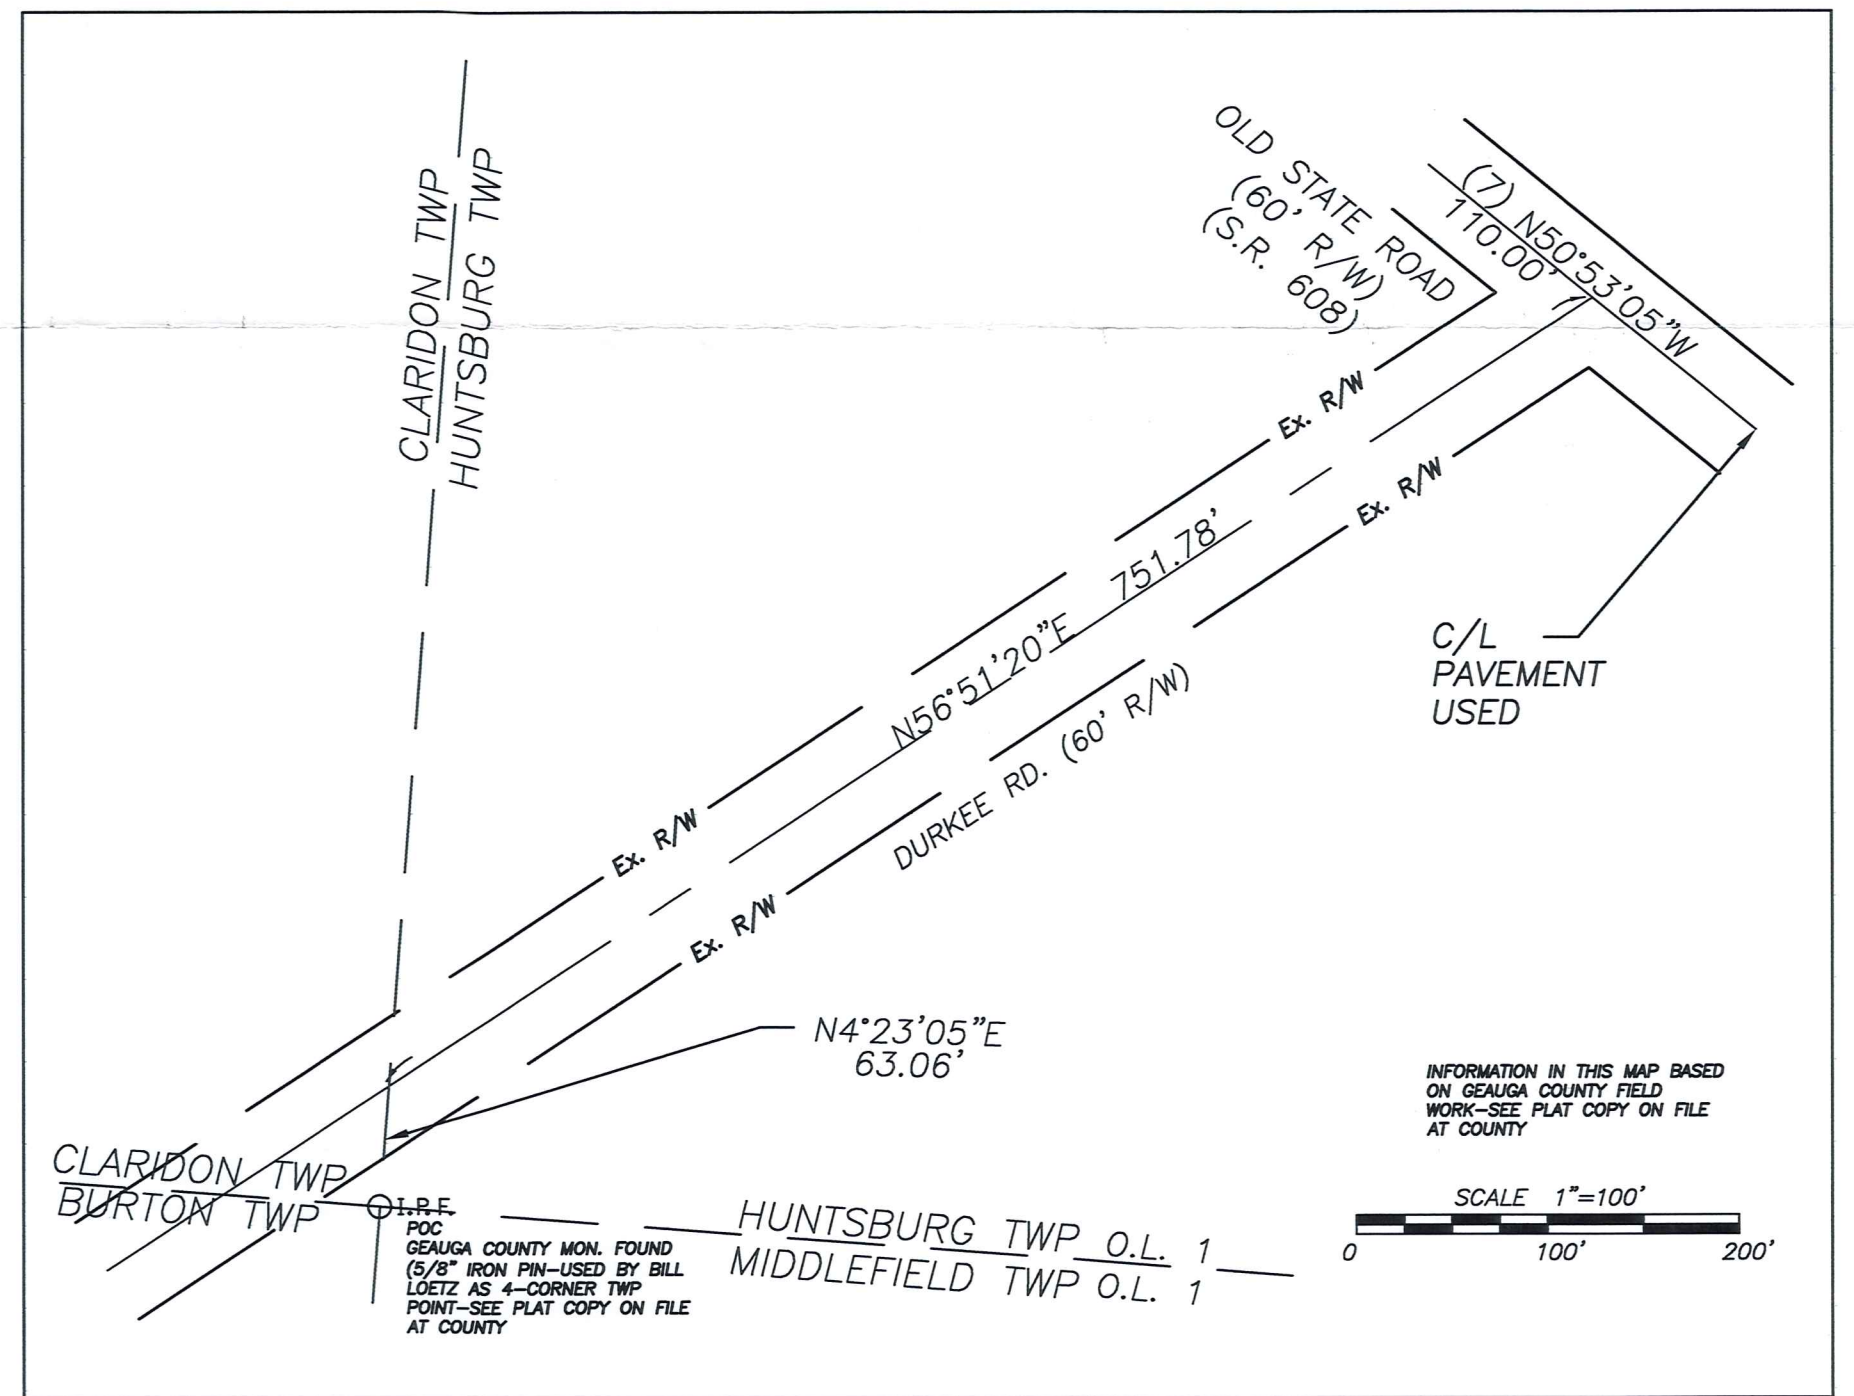 OLD STATE ROAD
(60' R/W)
(S.R. 608)
(7) N50°53'05"W
110.00'
CLARIDON TWP
HUNTSBURG TWP
Ex. R/W
Ex. R/W
N56°51'20"E 751.78'
C/L
PAVEMENT
USED
DURKEE RD. (60' R/W)
Ex. R/W
Ex. R/W
N4°23'05"E
63.06'
INFORMATION IN THIS MAP BASED
ON GEAUGA COUNTY FIELD
WORK-SEE PLAT COPY ON FILE
AT COUNTY
CLARIDON TWP
BURTON TWP
I.P.F.
POC
GEAUGA COUNTY MON. FOUND
(5/8" IRON PIN-USED BY BILL
LOETZ AS 4-CORNER TWP
POINT-SEE PLAT COPY ON FILE
AT COUNTY
HUNTSBURG TWP O.L. 1
MIDDLEFIELD TWP O.L. 1
SCALE 1"=100'
0 100' 200'